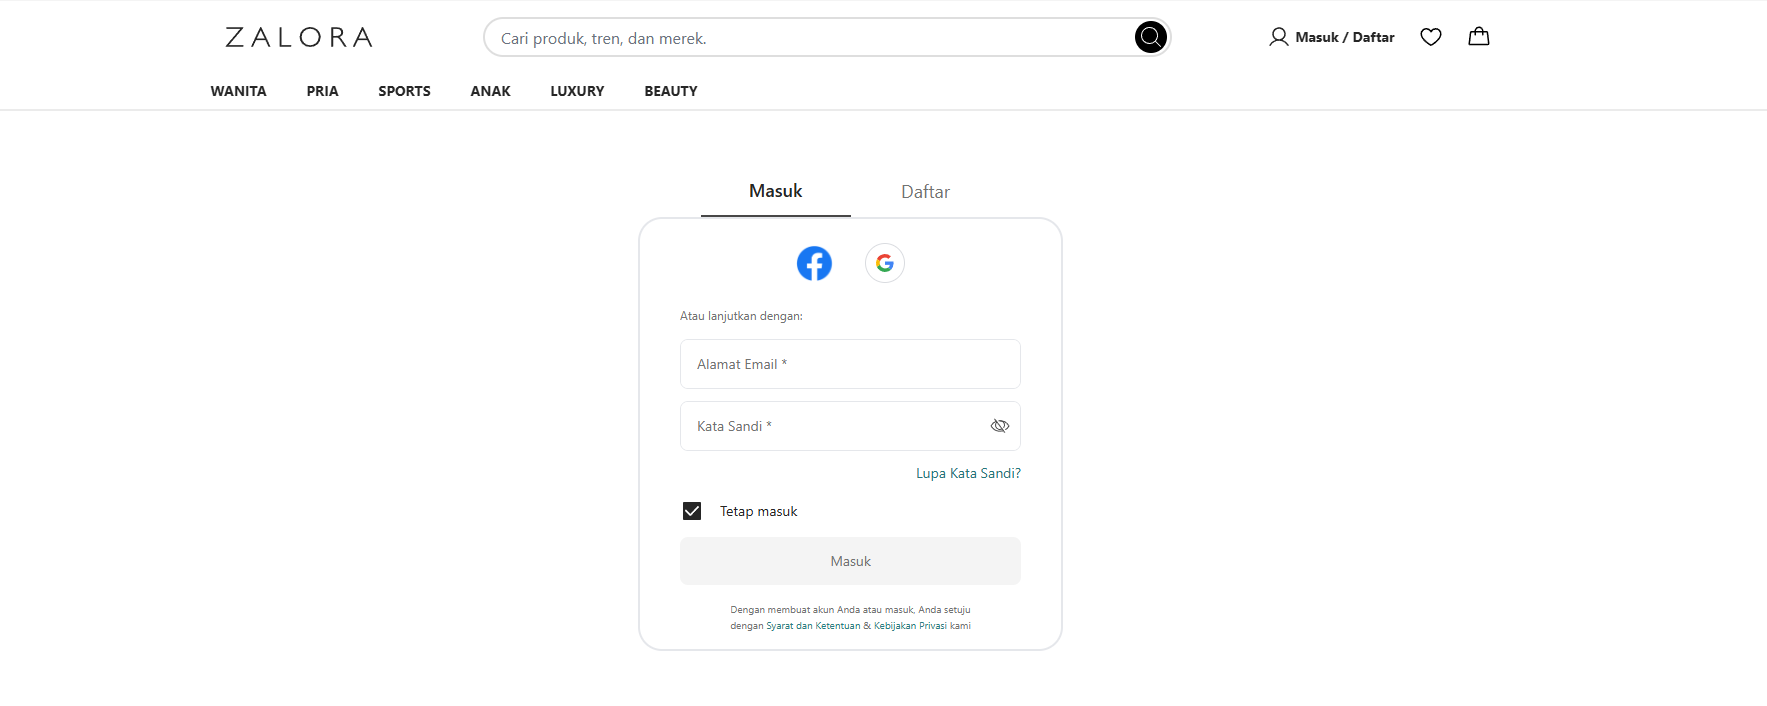 ZALORA
Cari produk, tren, dan merek.
Masuk / Daftar
WANITA
PRIA
SPORTS
ANAK
LUXURY
BEAUTY
Masuk
Daftar
Atau lanjutkan dengan:
Alamat Email *
Kata Sandi *
Lupa Kata Sandi?
Tetap masuk
Masuk
Dengan membuat akun Anda atau masuk, Anda setuju
dengan Syarat dan Ketentuan & Kebijakan Privasi kami